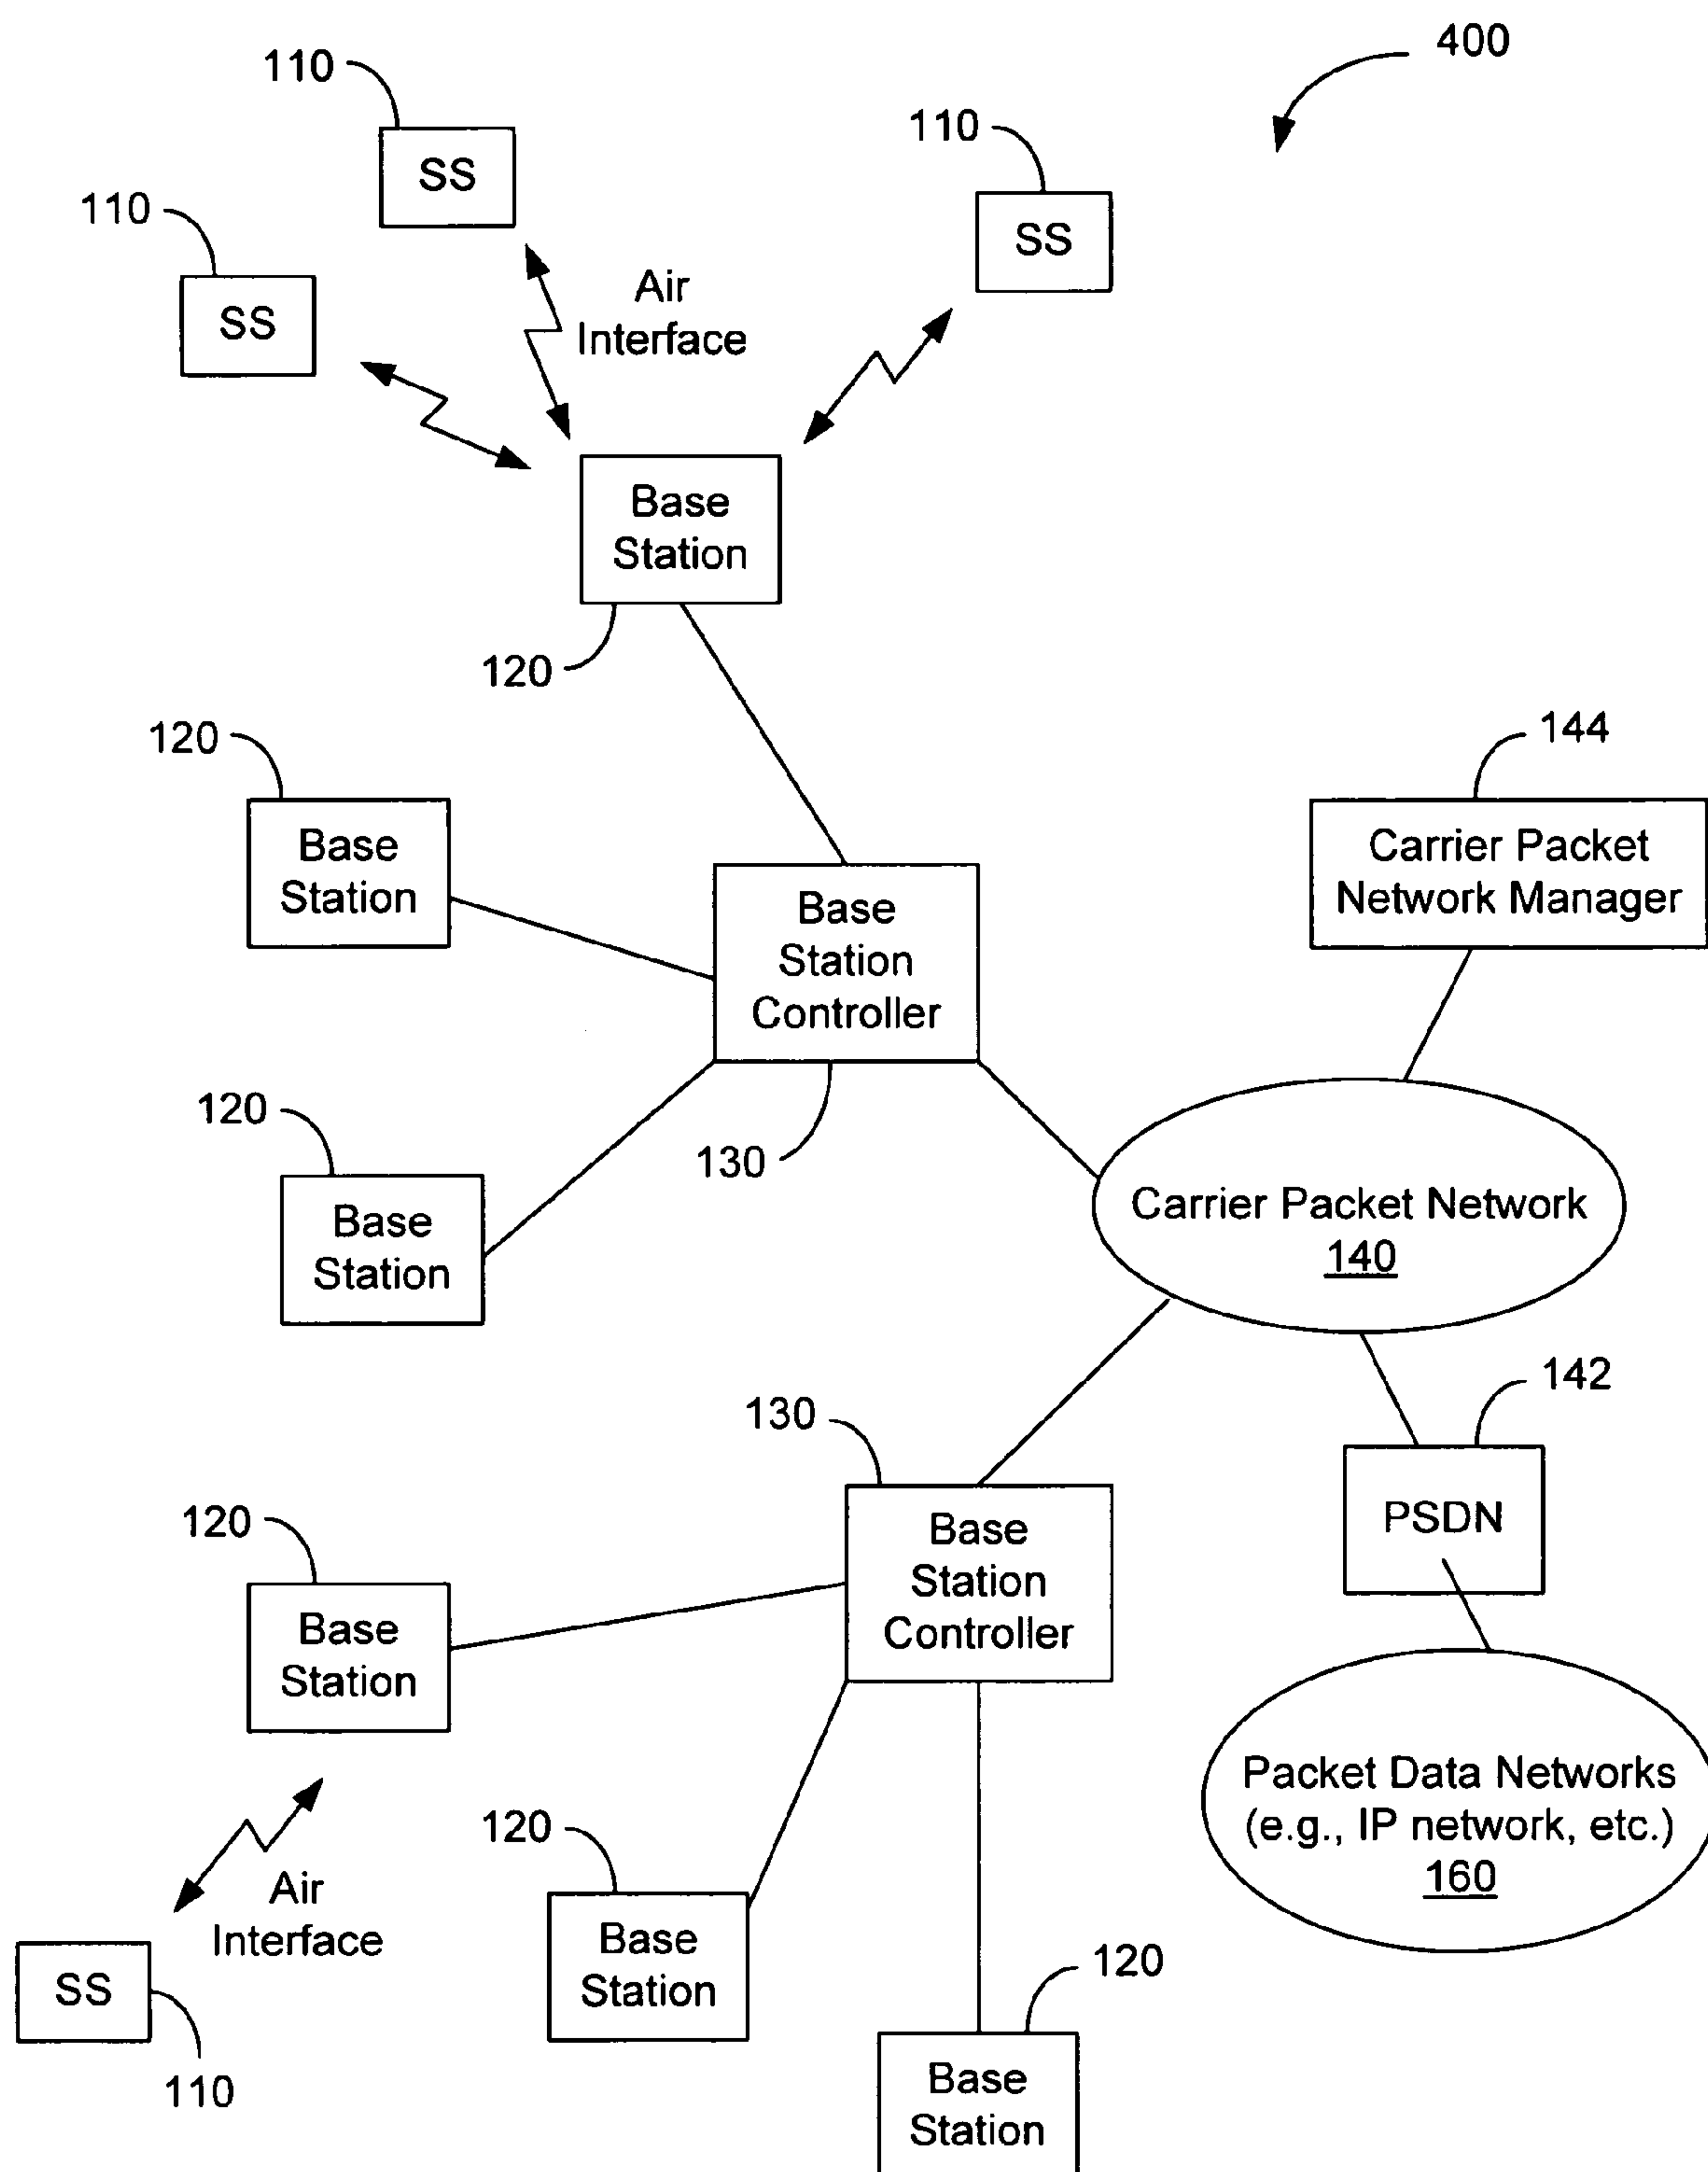 400
110
110
110
SS
SS
SS
Air
Interface
Base
Station
120
120
144
Base
Station
Carrier Packet
Network Manager
Base
Station
Controller
120
130
Base
Station
Carrier Packet Network
140
142
130
PSDN
120
Base
Station
Controller
Base
Station
Packet Data Networks
(e.g., IP network, etc.)
160
120
Air
Interface
Base
Station
120
SS
110
Base
Station